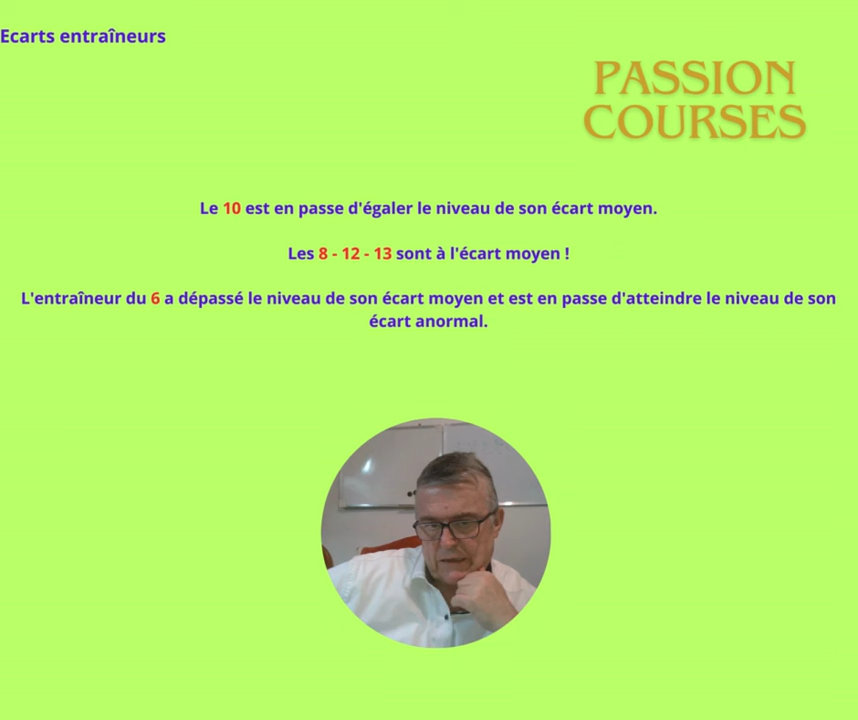 Ecarts entraîneurs
PASSION
COURSES
Le 10 est en passe d'égaler le niveau de son écart moyen.
Les 8 - 12 - 13 sont à l'écart moyen !
L'entraîneur du 6 a dépassé le niveau de son écart moyen et est en passe d'atteindre le niveau de son
écart anormal.